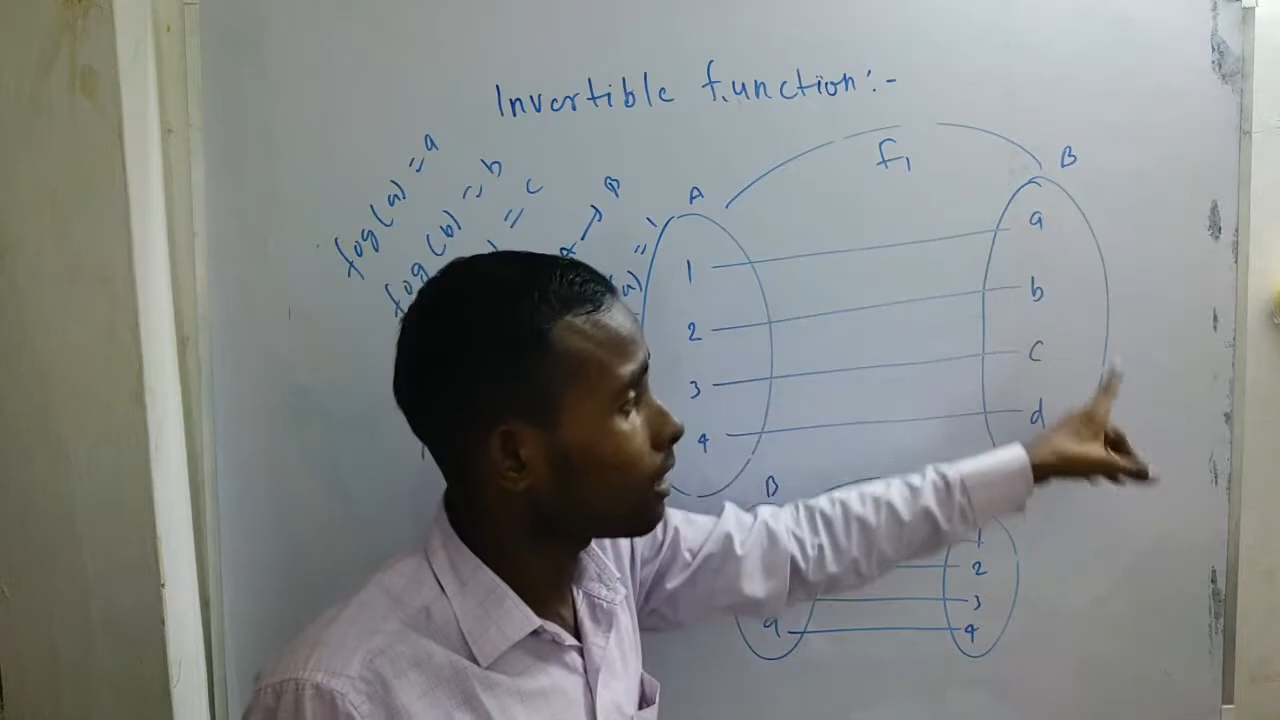 Invertible function:-
f₁
A
B
1
2
3
4
a
b
c
d
fog(a) = a
fog(b) = b
= c
(a) = 1
B
2
3
4